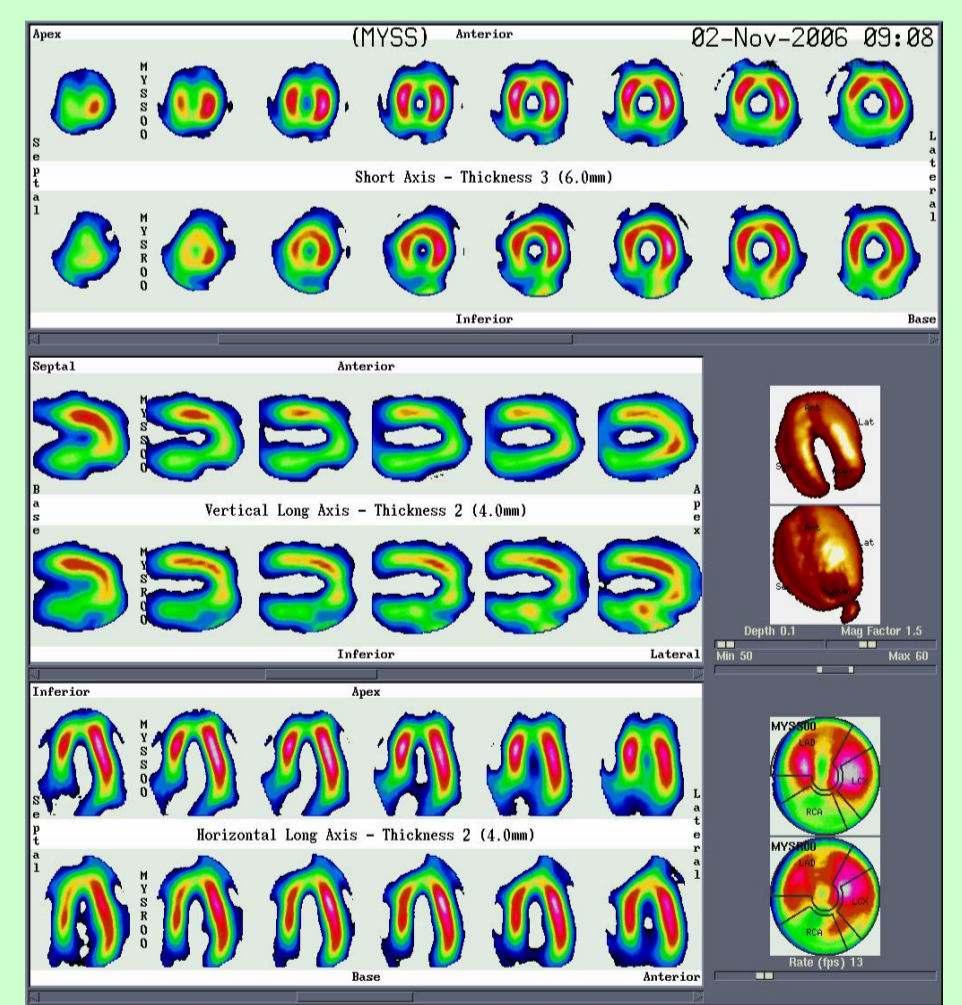 Apex
(MYSS)
Anterior
02-Nov-2006 09:08
MYSS00
Septal
Lateral
Short Axis - Thickness 3 (6.0mm)
MYSR00
Inferior
Base
Septal
Anterior
MYSS00
Base
Apex
Vertical Long Axis - Thickness 2 (4.0mm)
MYSR00
Inferior
Lateral
Ant
Lat
Ant
Lat
Depth 0.1
Mag Factor 1.5
Min 50
Max 60
Inferior
Apex
MYSS00
Septal
Lateral
Horizontal Long Axis - Thickness 2 (4.0mm)
MYSR00
Base
Anterior
MYSS00
LAD
LCX
RCA
MYSR00
LAD
LCX
RCA
Rate (fps) 13